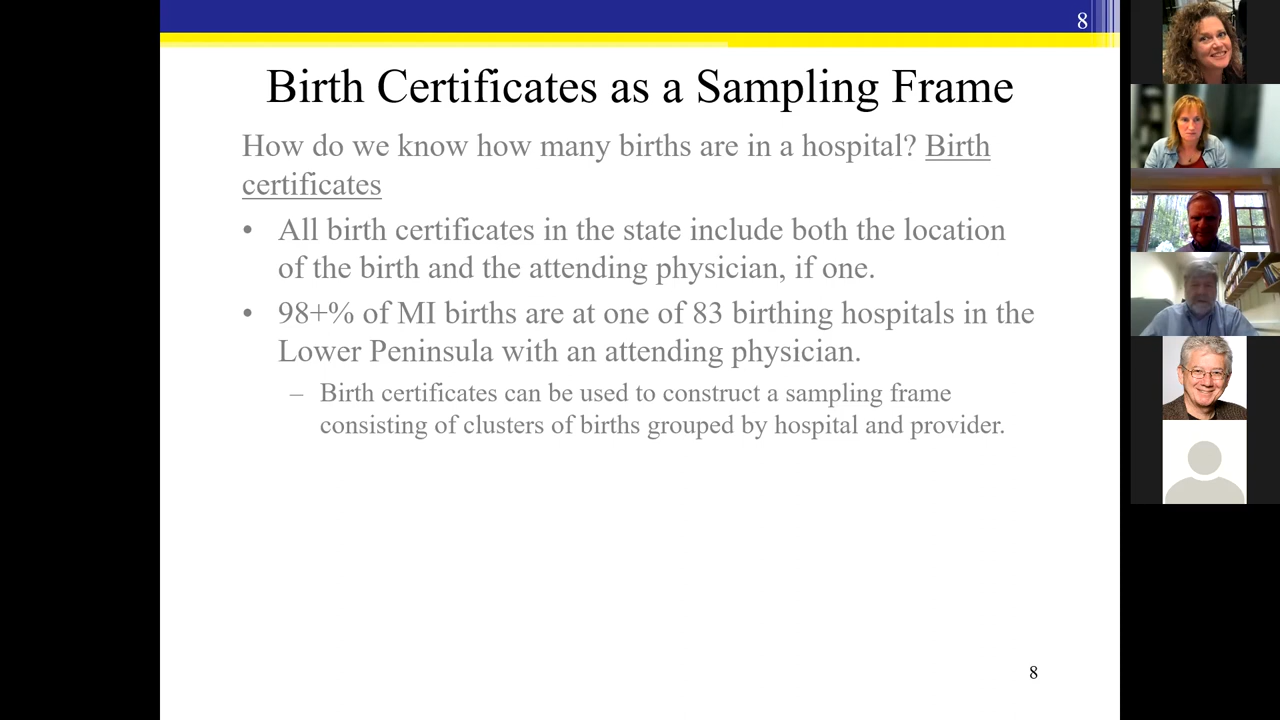 8
Birth Certificates as a Sampling Frame
How do we know how many births are in a hospital? Birth
certificates
• All birth certificates in the state include both the location
of the birth and the attending physician, if one.
• 98+% of MI births are at one of 83 birthing hospitals in the
Lower Peninsula with an attending physician.
– Birth certificates can be used to construct a sampling frame
consisting of clusters of births grouped by hospital and provider.
8